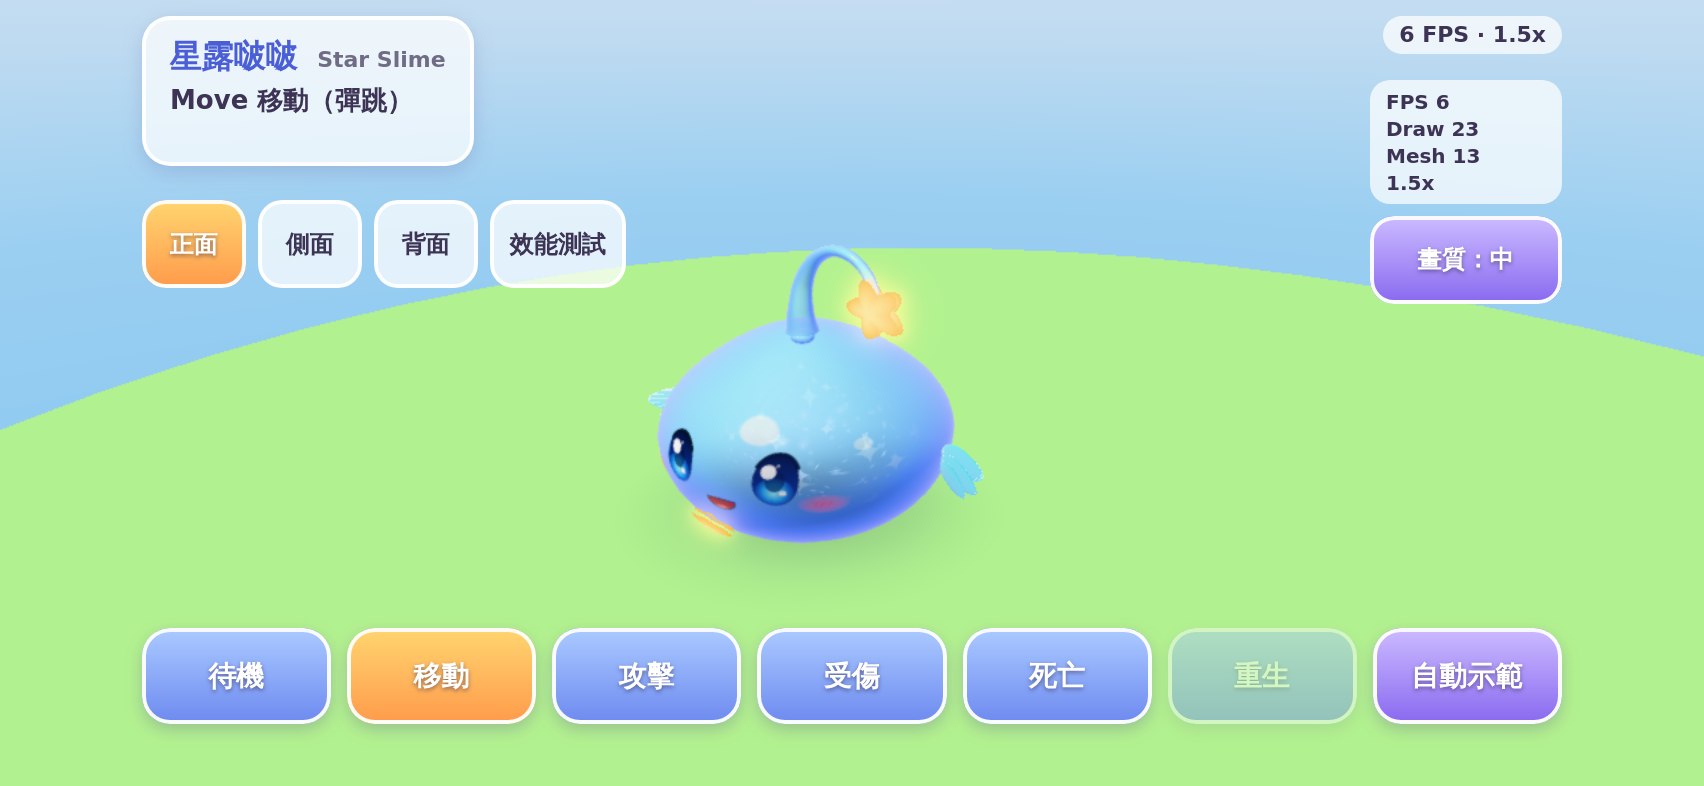 星露啵啵 Star Slime
Move 移動（彈跳）
6 FPS · 1.5x
FPS 6
Draw 23
Mesh 13
1.5x
正面 側面 背面 效能測試
畫質：中
待機 移動 攻擊 受傷 死亡 重生 自動示範